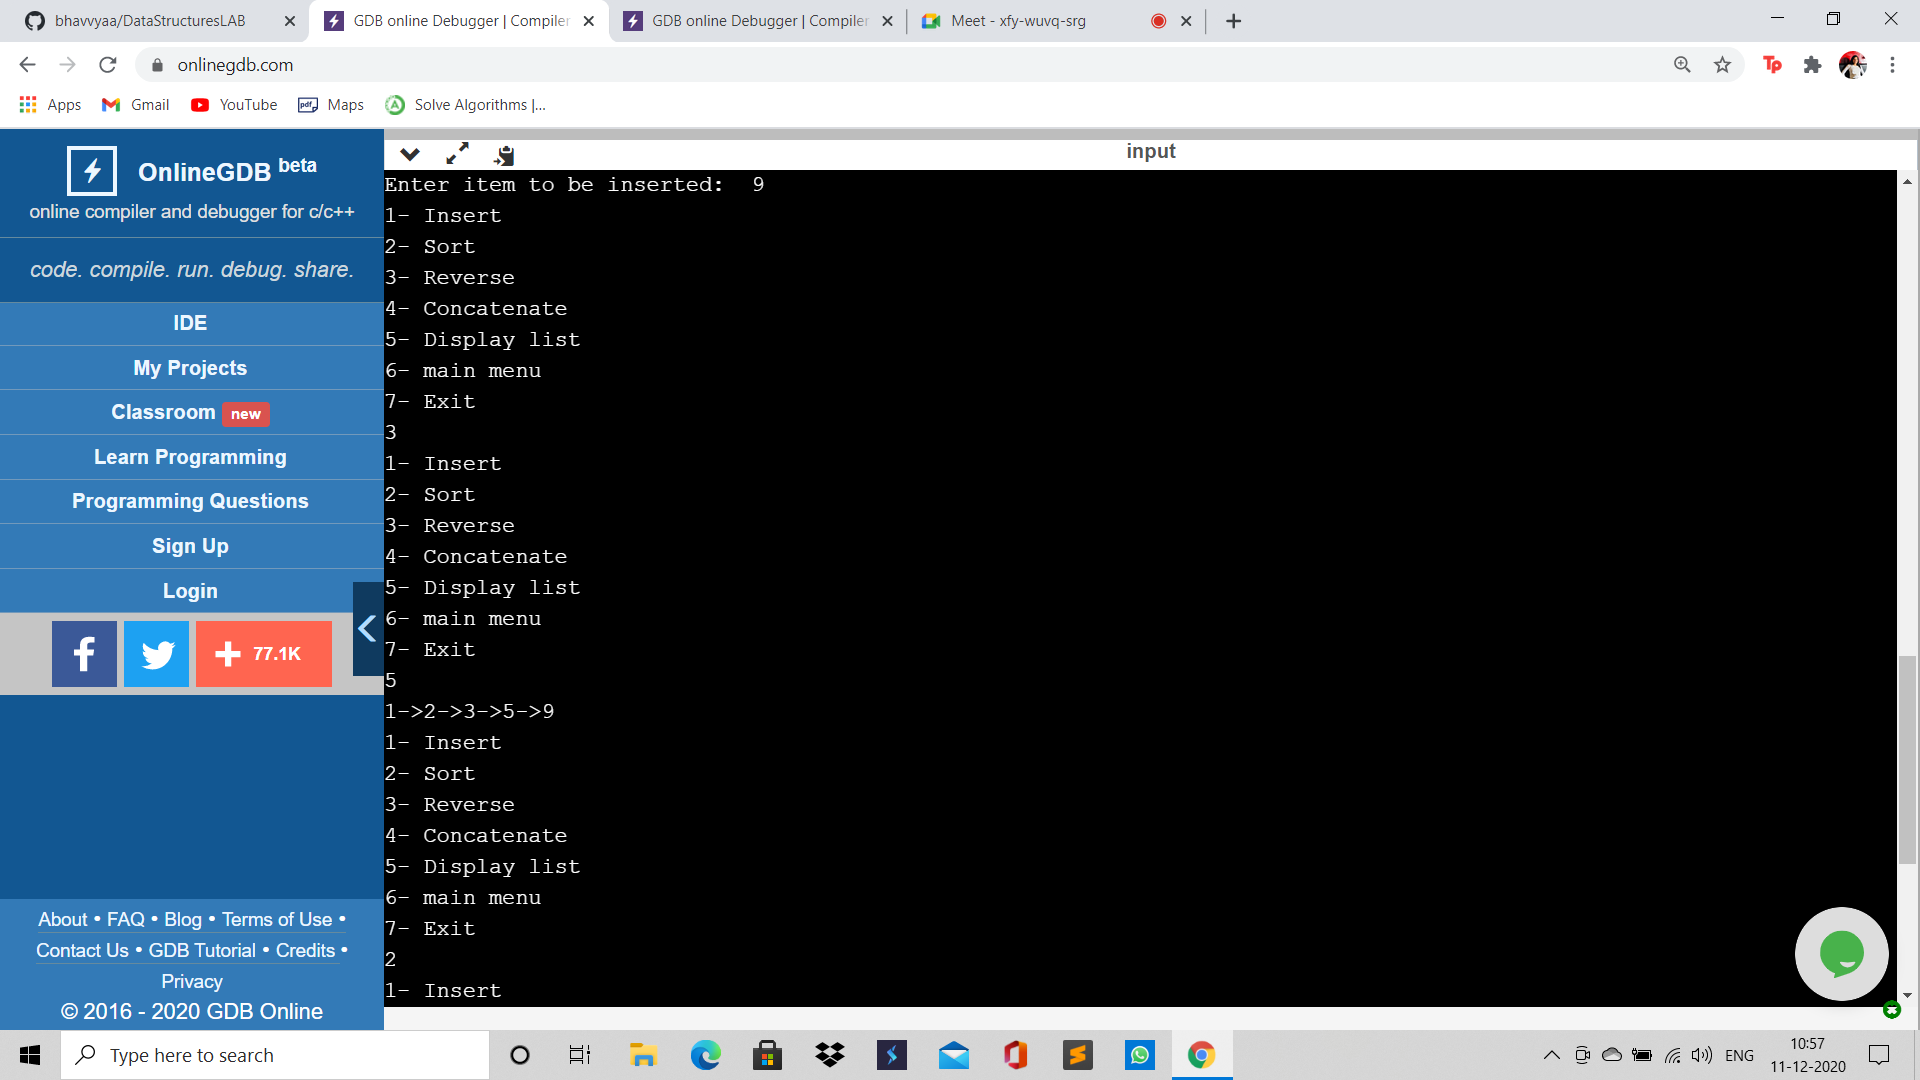 bhavvyaa/DataStructuresLAB
GDB online Debugger | Compiler
GDB online Debugger | Compiler
Meet - xfy-wuvq-srg
onlinegdb.com
Apps
Gmail
YouTube
Maps
Solve Algorithms |...
OnlineGDB beta
online compiler and debugger for c/c++
code. compile. run. debug. share.
IDE
My Projects
Classroom new
Learn Programming
Programming Questions
Sign Up
Login
77.1K
About • FAQ • Blog • Terms of Use •
Contact Us • GDB Tutorial • Credits •
Privacy
© 2016 - 2020 GDB Online
input
Enter item to be inserted:  9
1- Insert
2- Sort
3- Reverse
4- Concatenate
5- Display list
6- main menu
7- Exit
3
1- Insert
2- Sort
3- Reverse
4- Concatenate
5- Display list
6- main menu
7- Exit
5
1->2->3->5->9
1- Insert
2- Sort
3- Reverse
4- Concatenate
5- Display list
6- main menu
7- Exit
2
1- Insert
Type here to search
ENG
10:57
11-12-2020